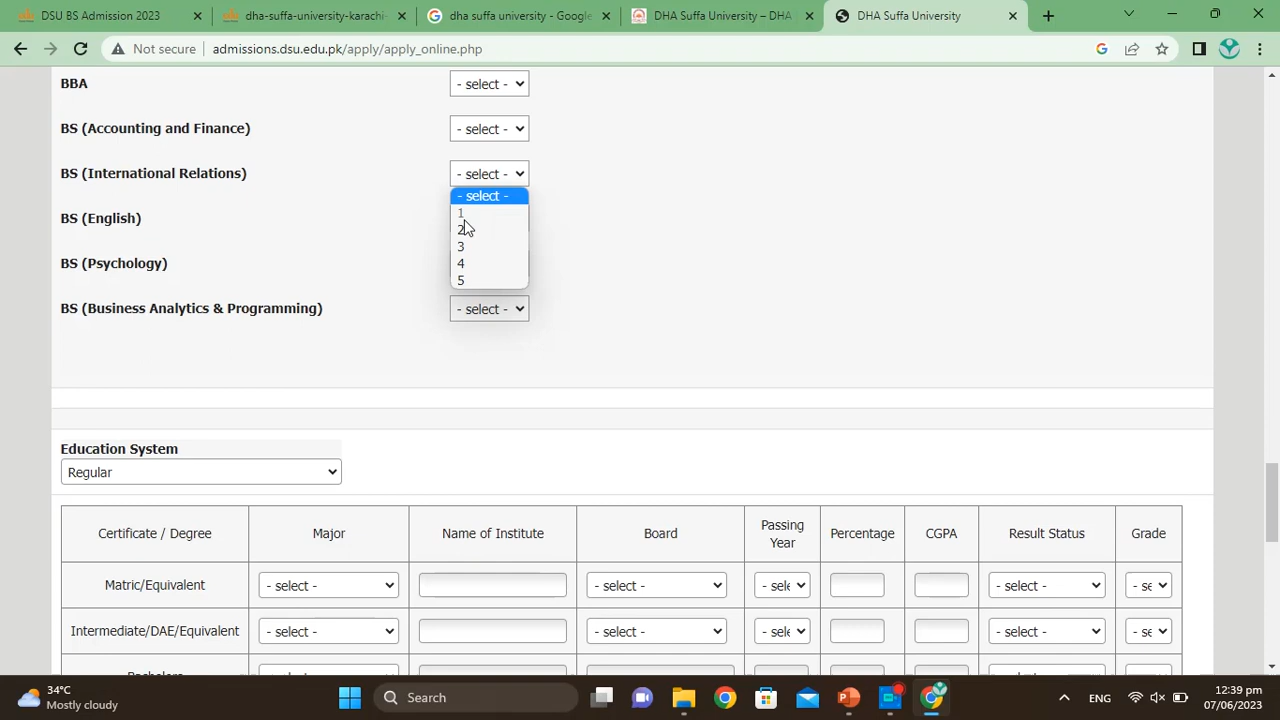 DSU BS Admission 2023
dha-suffa-university-karachi-
dha suffa university - Google
DHA Suffa University – DHA
DHA Suffa University
Not secure
admissions.dsu.edu.pk/apply/apply_online.php
BBA
- select -
BS (Accounting and Finance)
- select -
BS (International Relations)
- select -
- select -
1
BS (English)
2
3
BS (Psychology)
4
5
BS (Business Analytics & Programming)
- select -
Education System
Regular
Certificate / Degree
Major
Name of Institute
Board
Passing
Year
Percentage
CGPA
Result Status
Grade
Matric/Equivalent
- select -
- select -
- sele
- select -
- se
Intermediate/DAE/Equivalent
- select -
- select -
- sele
- select -
- se
34°C
Mostly cloudy
Search
ENG
12:39 pm
07/06/2023